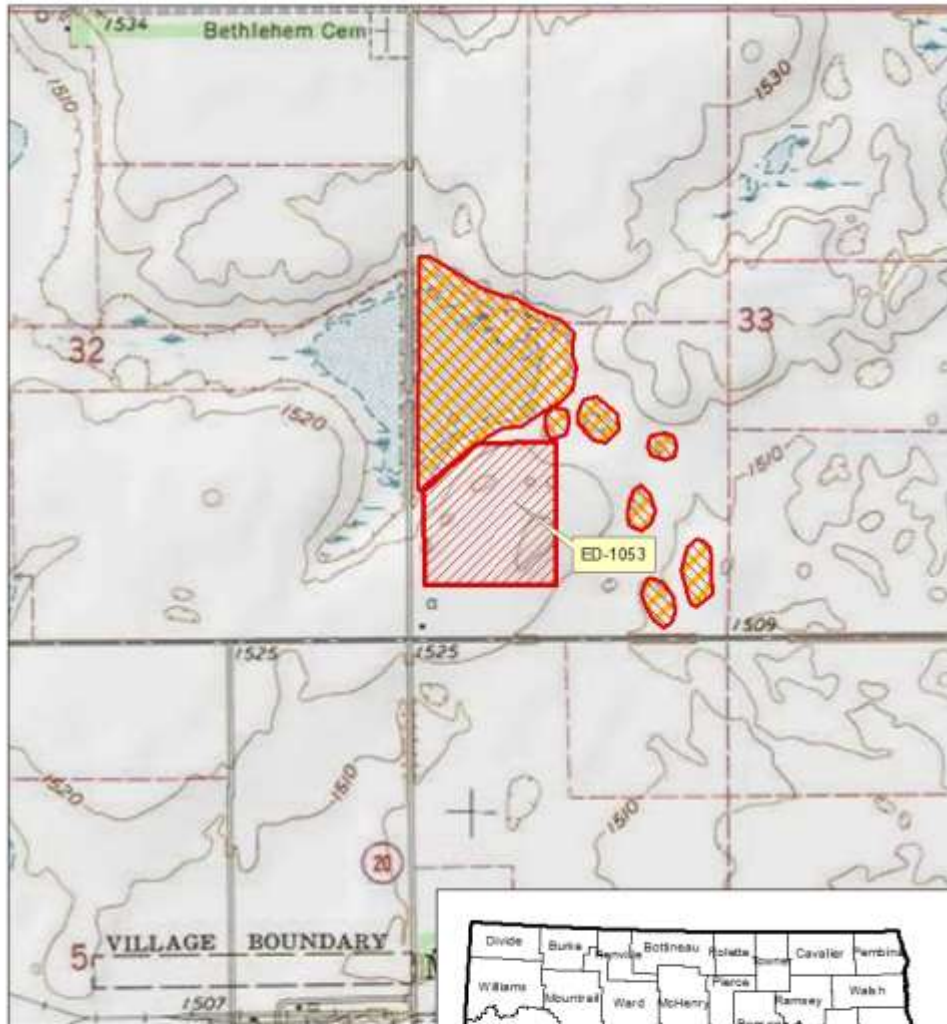 1534 Bethlehem Cem
1510
1530
32
33
1520
1510
ED-1053
1509
1525
1525
1520
1510
1510
20
5 VILLAGE BOUNDARY
1507
Divide Burke Renville Bottineau Rolette Towner Cavalier Pembina
Williams Mountrail Ward McHenry Pierce Ramsey Walsh